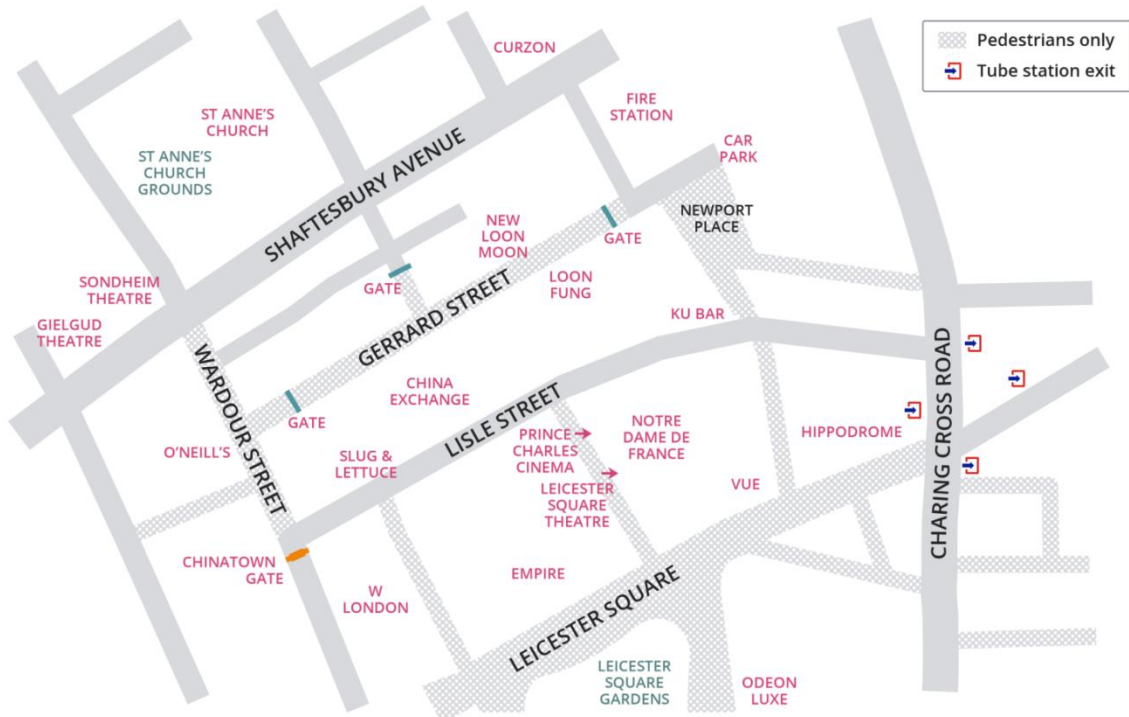 CURZON
Pedestrians only
Tube station exit
FIRE
STATION
ST ANNE'S
CHURCH
ST ANNE'S
CHURCH
GROUNDS
CAR
PARK
SHAFTESBURY AVENUE
NEWPORT
PLACE
NEW
LOON
MOON
GATE
LOON
FUNG
GATE
SONDHEIM
THEATRE
GIELGUD
THEATRE
GERRARD STREET
KU BAR
WARDOUR STREET
CHINA
EXCHANGE
LISLE STREET
CHARING CROSS ROAD
GATE
O'NEILL'S
SLUG &
LETTUCE
PRINCE
CHARLES
CINEMA
NOTRE
DAME DE
FRANCE
HIPPODROME
LEICESTER
SQUARE
THEATRE
VUE
CHINATOWN
GATE
W
LONDON
EMPIRE
LEICESTER SQUARE
LEICESTER
SQUARE
GARDENS
ODEON
LUXE